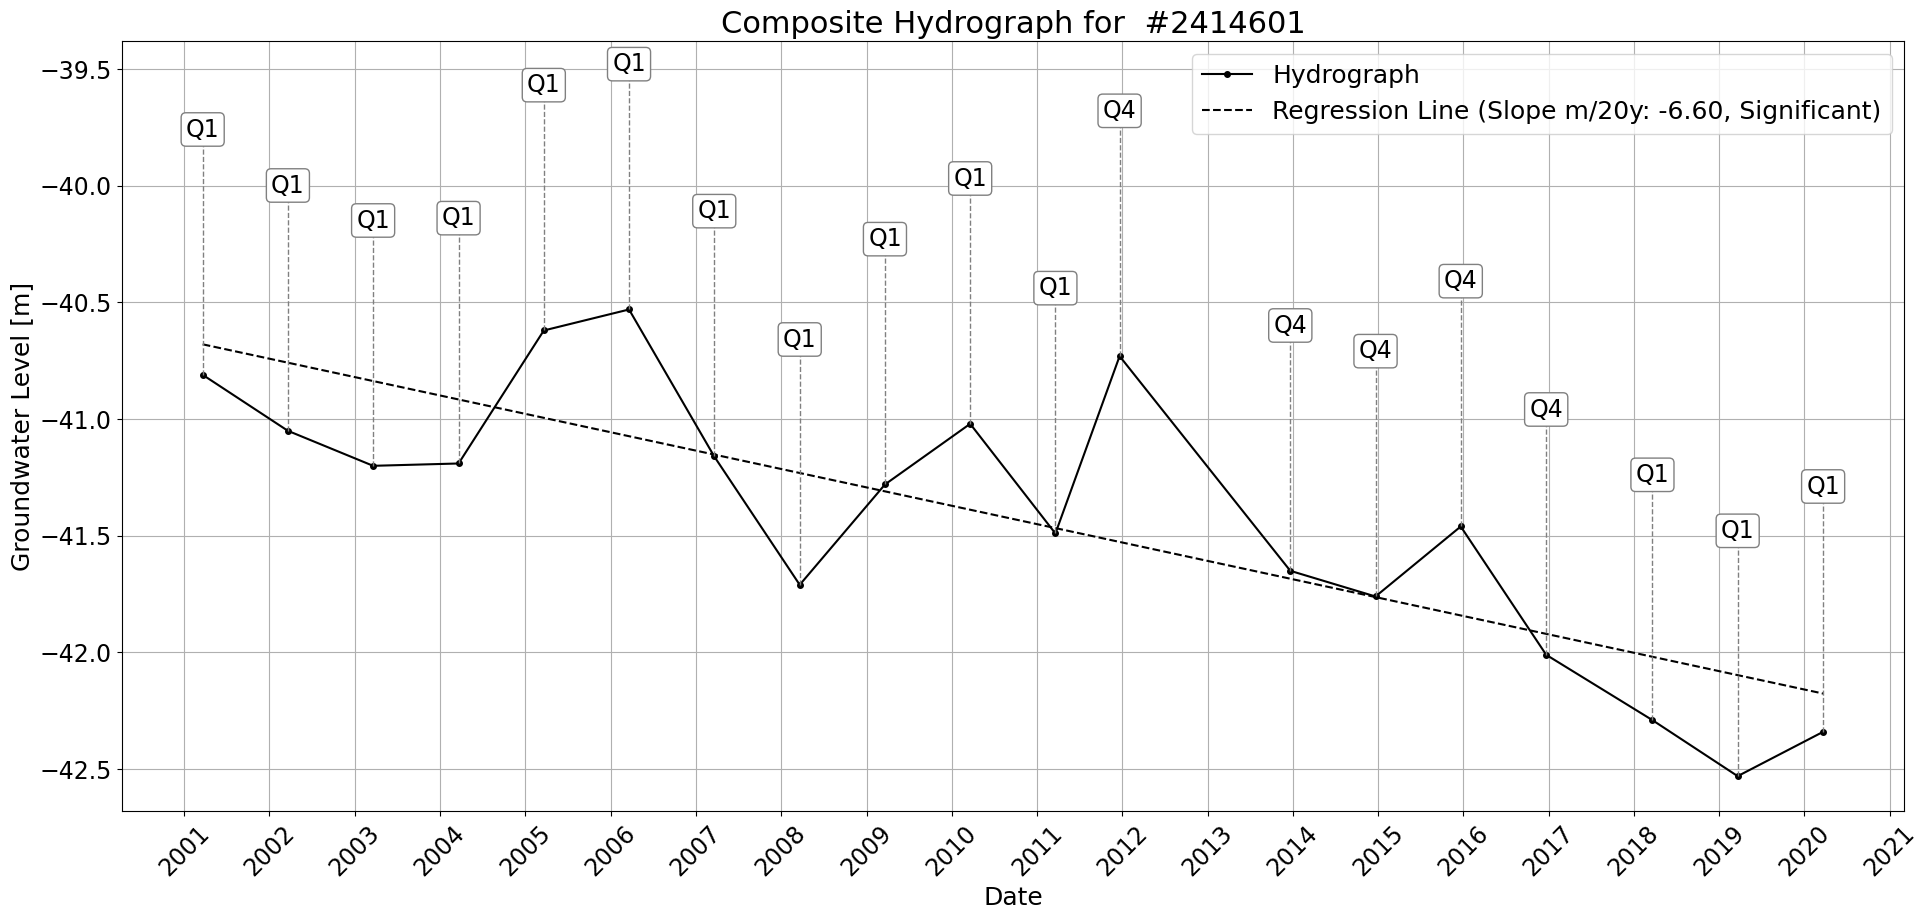 Composite Hydrograph for  #2414601
Hydrograph
Regression Line (Slope m/20y: -6.60, Significant)
Groundwater Level [m]
−39.5
−40.0
−40.5
−41.0
−41.5
−42.0
−42.5
Q1
Q1
Q1
Q1
Q1
Q1
Q1
Q1
Q1
Q1
Q1
Q4
Q4
Q4
Q4
Q4
Q1
Q1
Q1
2001
2002
2003
2004
2005
2006
2007
2008
2009
2010
2011
2012
2013
2014
2015
2016
2017
2018
2019
2020
2021
Date